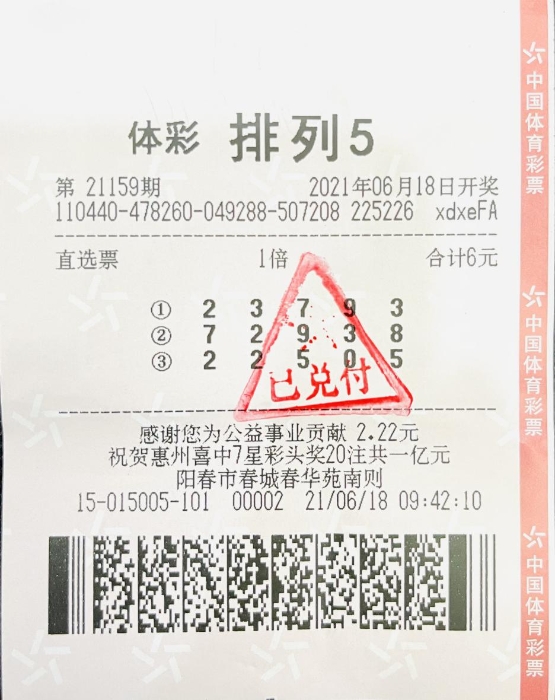 体彩 排列5
第 21159期 2021年06月18日开奖
110440-478260-049288-507208 225226 xdxeFA
直选票 1倍 合计6元
① 2 3 7 9 3
② 7 2 9 3 8
③ 2 2 5 0 5
已兑付
感谢您为公益事业贡献 2.22元
祝贺惠州喜中7星彩头奖20注共一亿元
阳春市春城春华苑南则
15-015005-101 00002 21/06/18 09:42:10
中国体育彩票
中国体育彩票
中国体育彩票